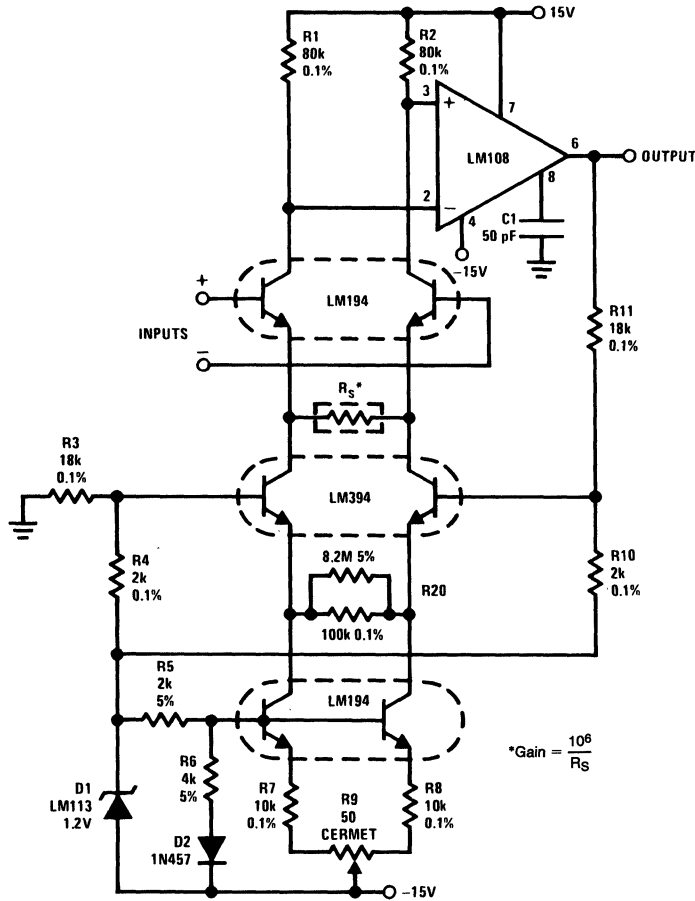 15V
R1
80k
0.1%
R2
80k
0.1%
3
+
7
LM108
6
OUTPUT
8
2
−
4
C1
50 pF
−15V
+
LM194
INPUTS
−
R11
18k
0.1%
RS*
R3
18k
0.1%
LM394
8.2M 5%
R4
2k
0.1%
R20
R10
2k
0.1%
100k 0.1%
R5
2k
5%
LM194
*Gain = 10⁶/RS
R6
4k
5%
R7
10k
0.1%
R9
50
CERMET
R8
10k
0.1%
D1
LM113
1.2V
D2
1N457
−15V